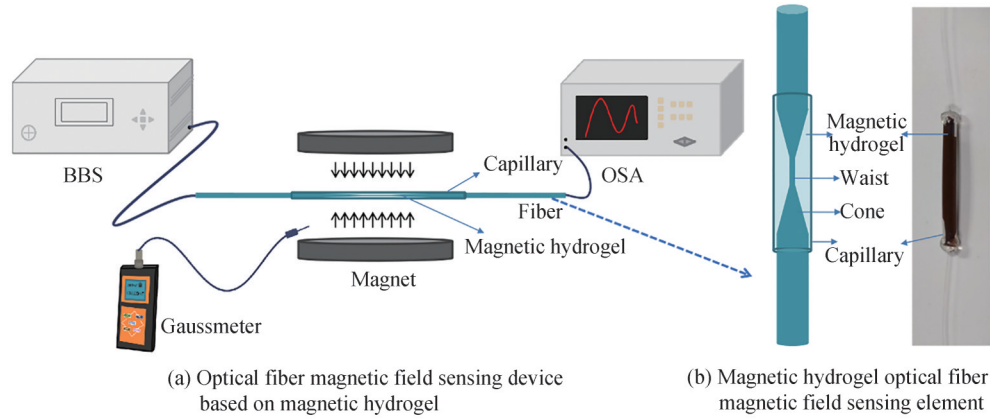 BBS
Capillary
OSA
Fiber
Magnetic hydrogel
Magnet
Gaussmeter
(a) Optical fiber magnetic field sensing device
based on magnetic hydrogel
Magnetic
hydrogel
Waist
Cone
Capillary
(b) Magnetic hydrogel optical fiber
magnetic field sensing element